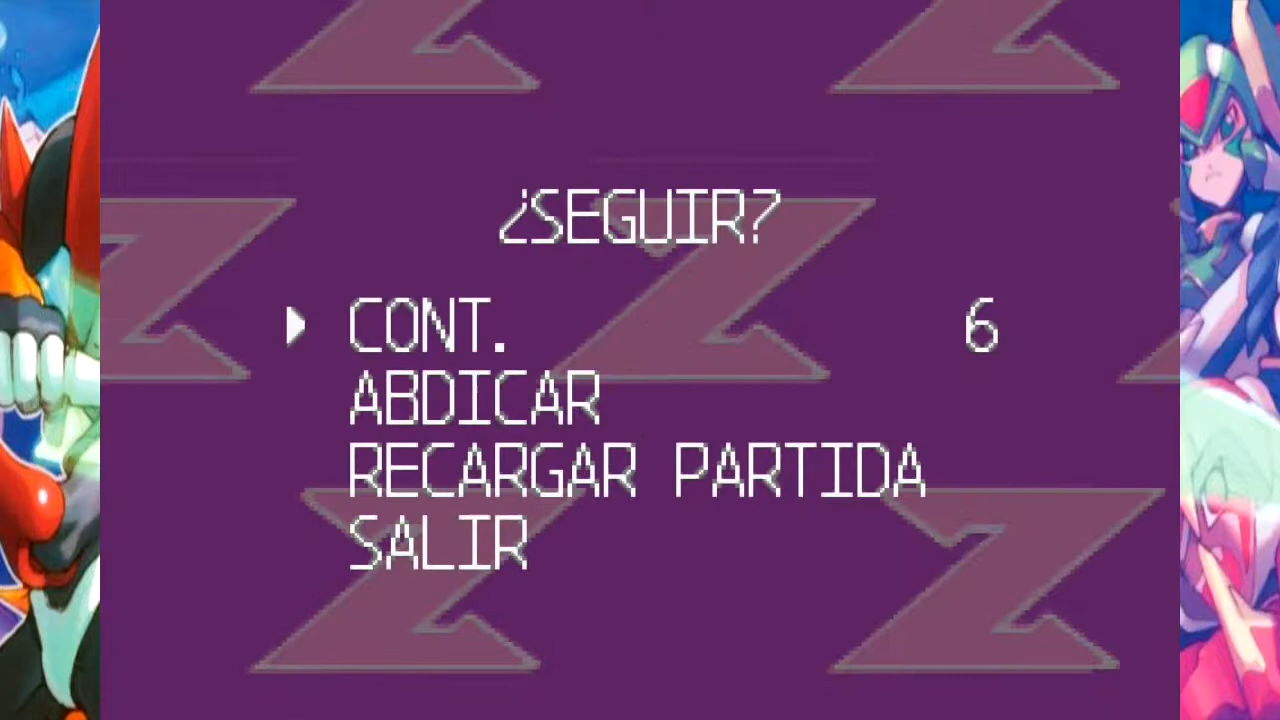 ¿SEGUIR?
CONT. 6
ABDICAR
RECARGAR PARTIDA
SALIR